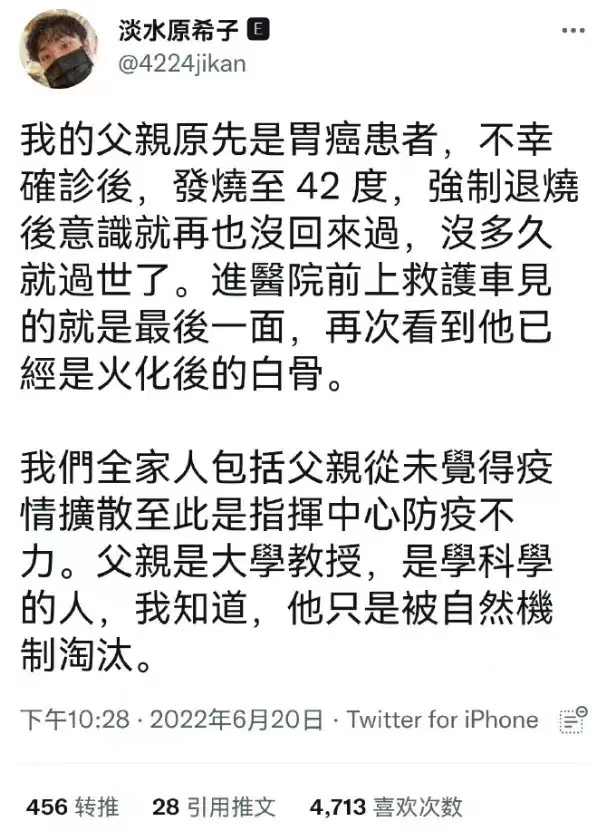 淡水原希子 E
@4224jikan
我的父親原先是胃癌患者，不幸
確診後，發燒至 42 度，強制退燒
後意識就再也沒回來過，沒多久
就過世了。進醫院前上救護車見
的就是最後一面，再次看到他已
經是火化後的白骨。
我們全家人包括父親從未覺得疫
情擴散至此是指揮中心防疫不
力。父親是大學教授，是學科學
的人，我知道，他只是被自然機
制淘汰。
下午10:28 · 2022年6月20日 · Twitter for iPhone
456 转推 28 引用推文 4,713 喜欢次数